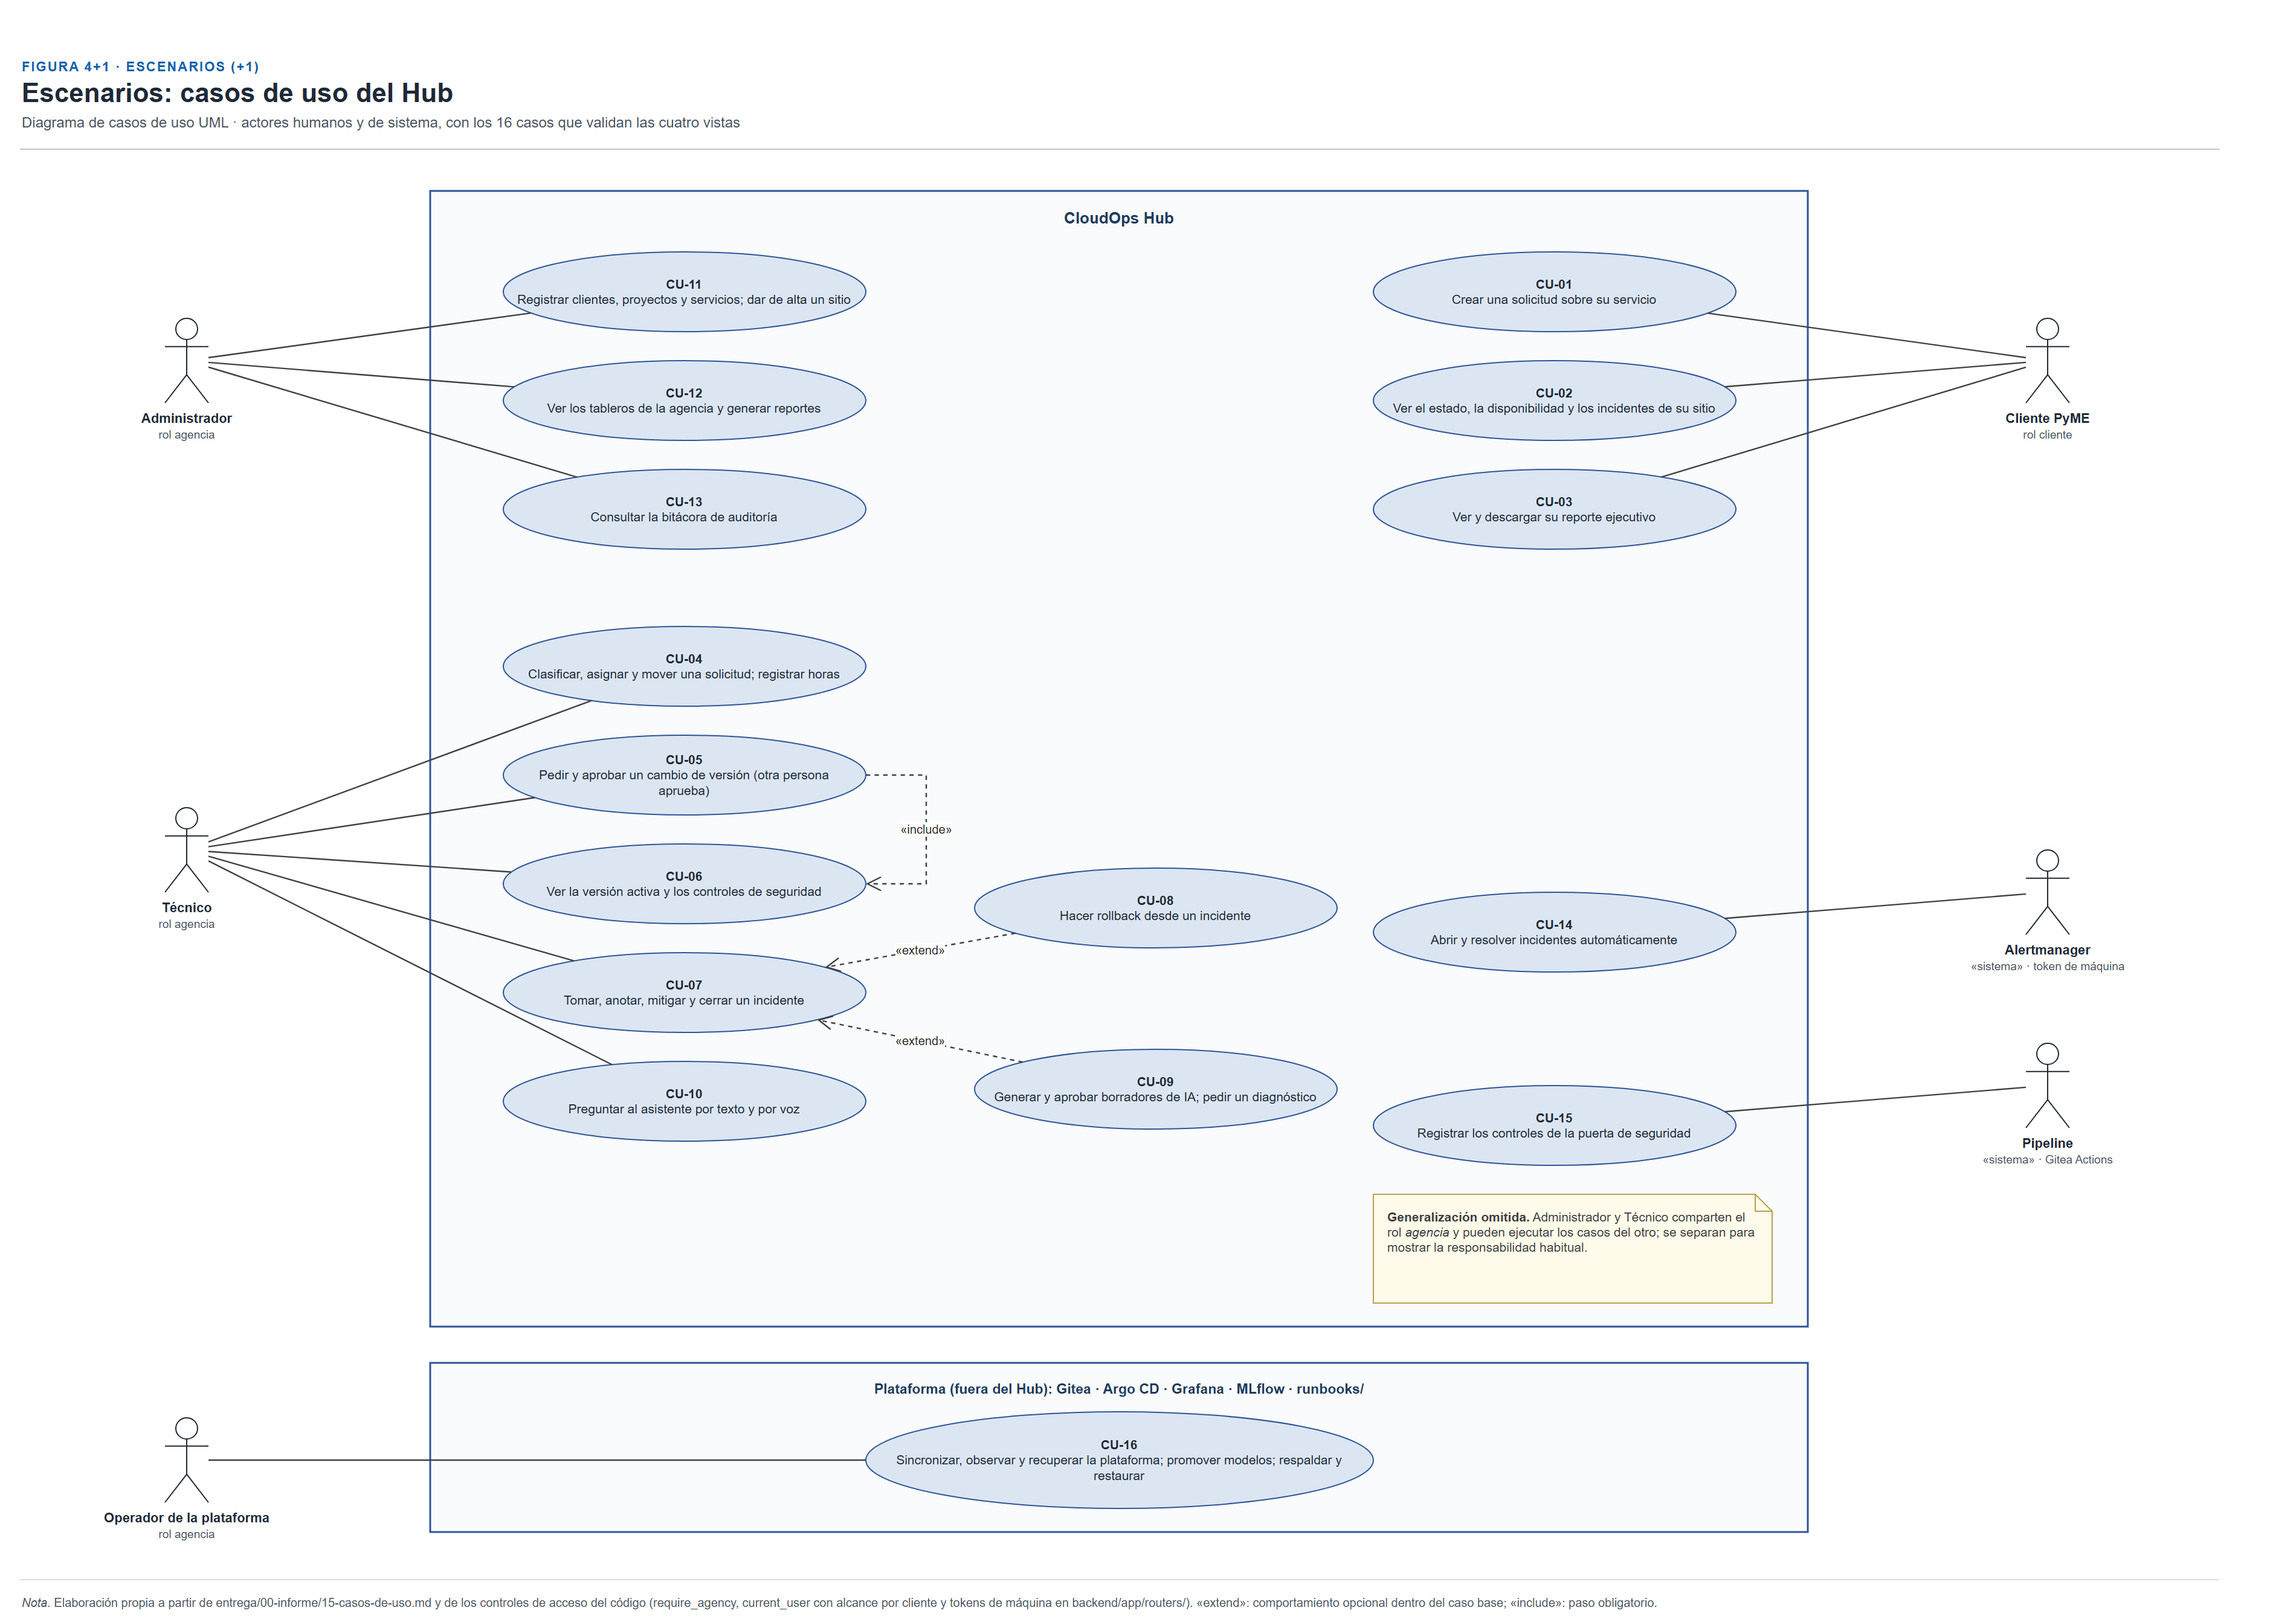 FIGURA 4+1 · ESCENARIOS (+1)
Escenarios: casos de uso del Hub
Diagrama de casos de uso UML · actores humanos y de sistema, con los 16 casos que validan las cuatro vistas
CloudOps Hub
CU-11
Registrar clientes, proyectos y servicios; dar de alta un sitio
CU-01
Crear una solicitud sobre su servicio
CU-12
Ver los tableros de la agencia y generar reportes
CU-02
Ver el estado, la disponibilidad y los incidentes de su sitio
Administrador
rol agencia
Cliente PyME
rol cliente
CU-13
Consultar la bitácora de auditoría
CU-03
Ver y descargar su reporte ejecutivo
CU-04
Clasificar, asignar y mover una solicitud; registrar horas
CU-05
Pedir y aprobar un cambio de versión (otra persona
aprueba)
«include»
CU-06
Ver la versión activa y los controles de seguridad
Técnico
rol agencia
CU-08
Hacer rollback desde un incidente
CU-14
Abrir y resolver incidentes automáticamente
Alertmanager
«sistema» · token de máquina
«extend»
CU-07
Tomar, anotar, mitigar y cerrar un incidente
«extend»
CU-09
Generar y aprobar borradores de IA; pedir un diagnóstico
CU-10
Preguntar al asistente por texto y por voz
CU-15
Registrar los controles de la puerta de seguridad
Pipeline
«sistema» · Gitea Actions
Generalización omitida. Administrador y Técnico comparten el
rol agencia y pueden ejecutar los casos del otro; se separan para
mostrar la responsabilidad habitual.
Plataforma (fuera del Hub): Gitea · Argo CD · Grafana · MLflow · runbooks/
CU-16
Sincronizar, observar y recuperar la plataforma; promover modelos; respaldar y
restaurar
Operador de la plataforma
rol agencia
Nota. Elaboración propia a partir de entrega/00-informe/15-casos-de-uso.md y de los controles de acceso del código (require_agency, current_user con alcance por cliente y tokens de máquina en backend/app/routers/). «extend»: comportamiento opcional dentro del caso base; «include»: paso obligatorio.